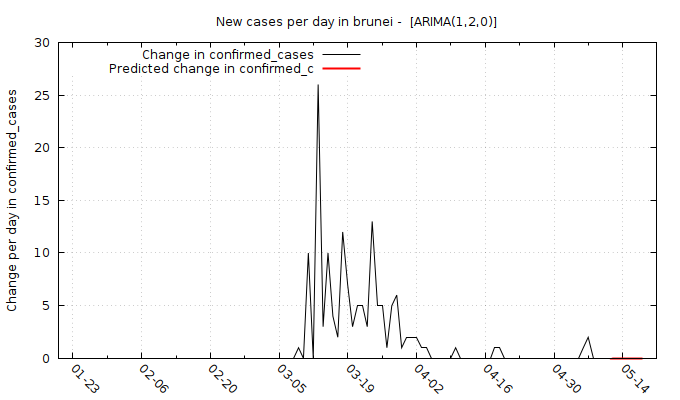 New cases per day in brunei -  [ARIMA(1,2,0)]
Change in confirmed_cases
Predicted change in confirmed_c
Change per day in confirmed_cases
30
25
20
15
10
5
0
01-23 02-06 02-20 03-05 03-19 04-02 04-16 04-30 05-14